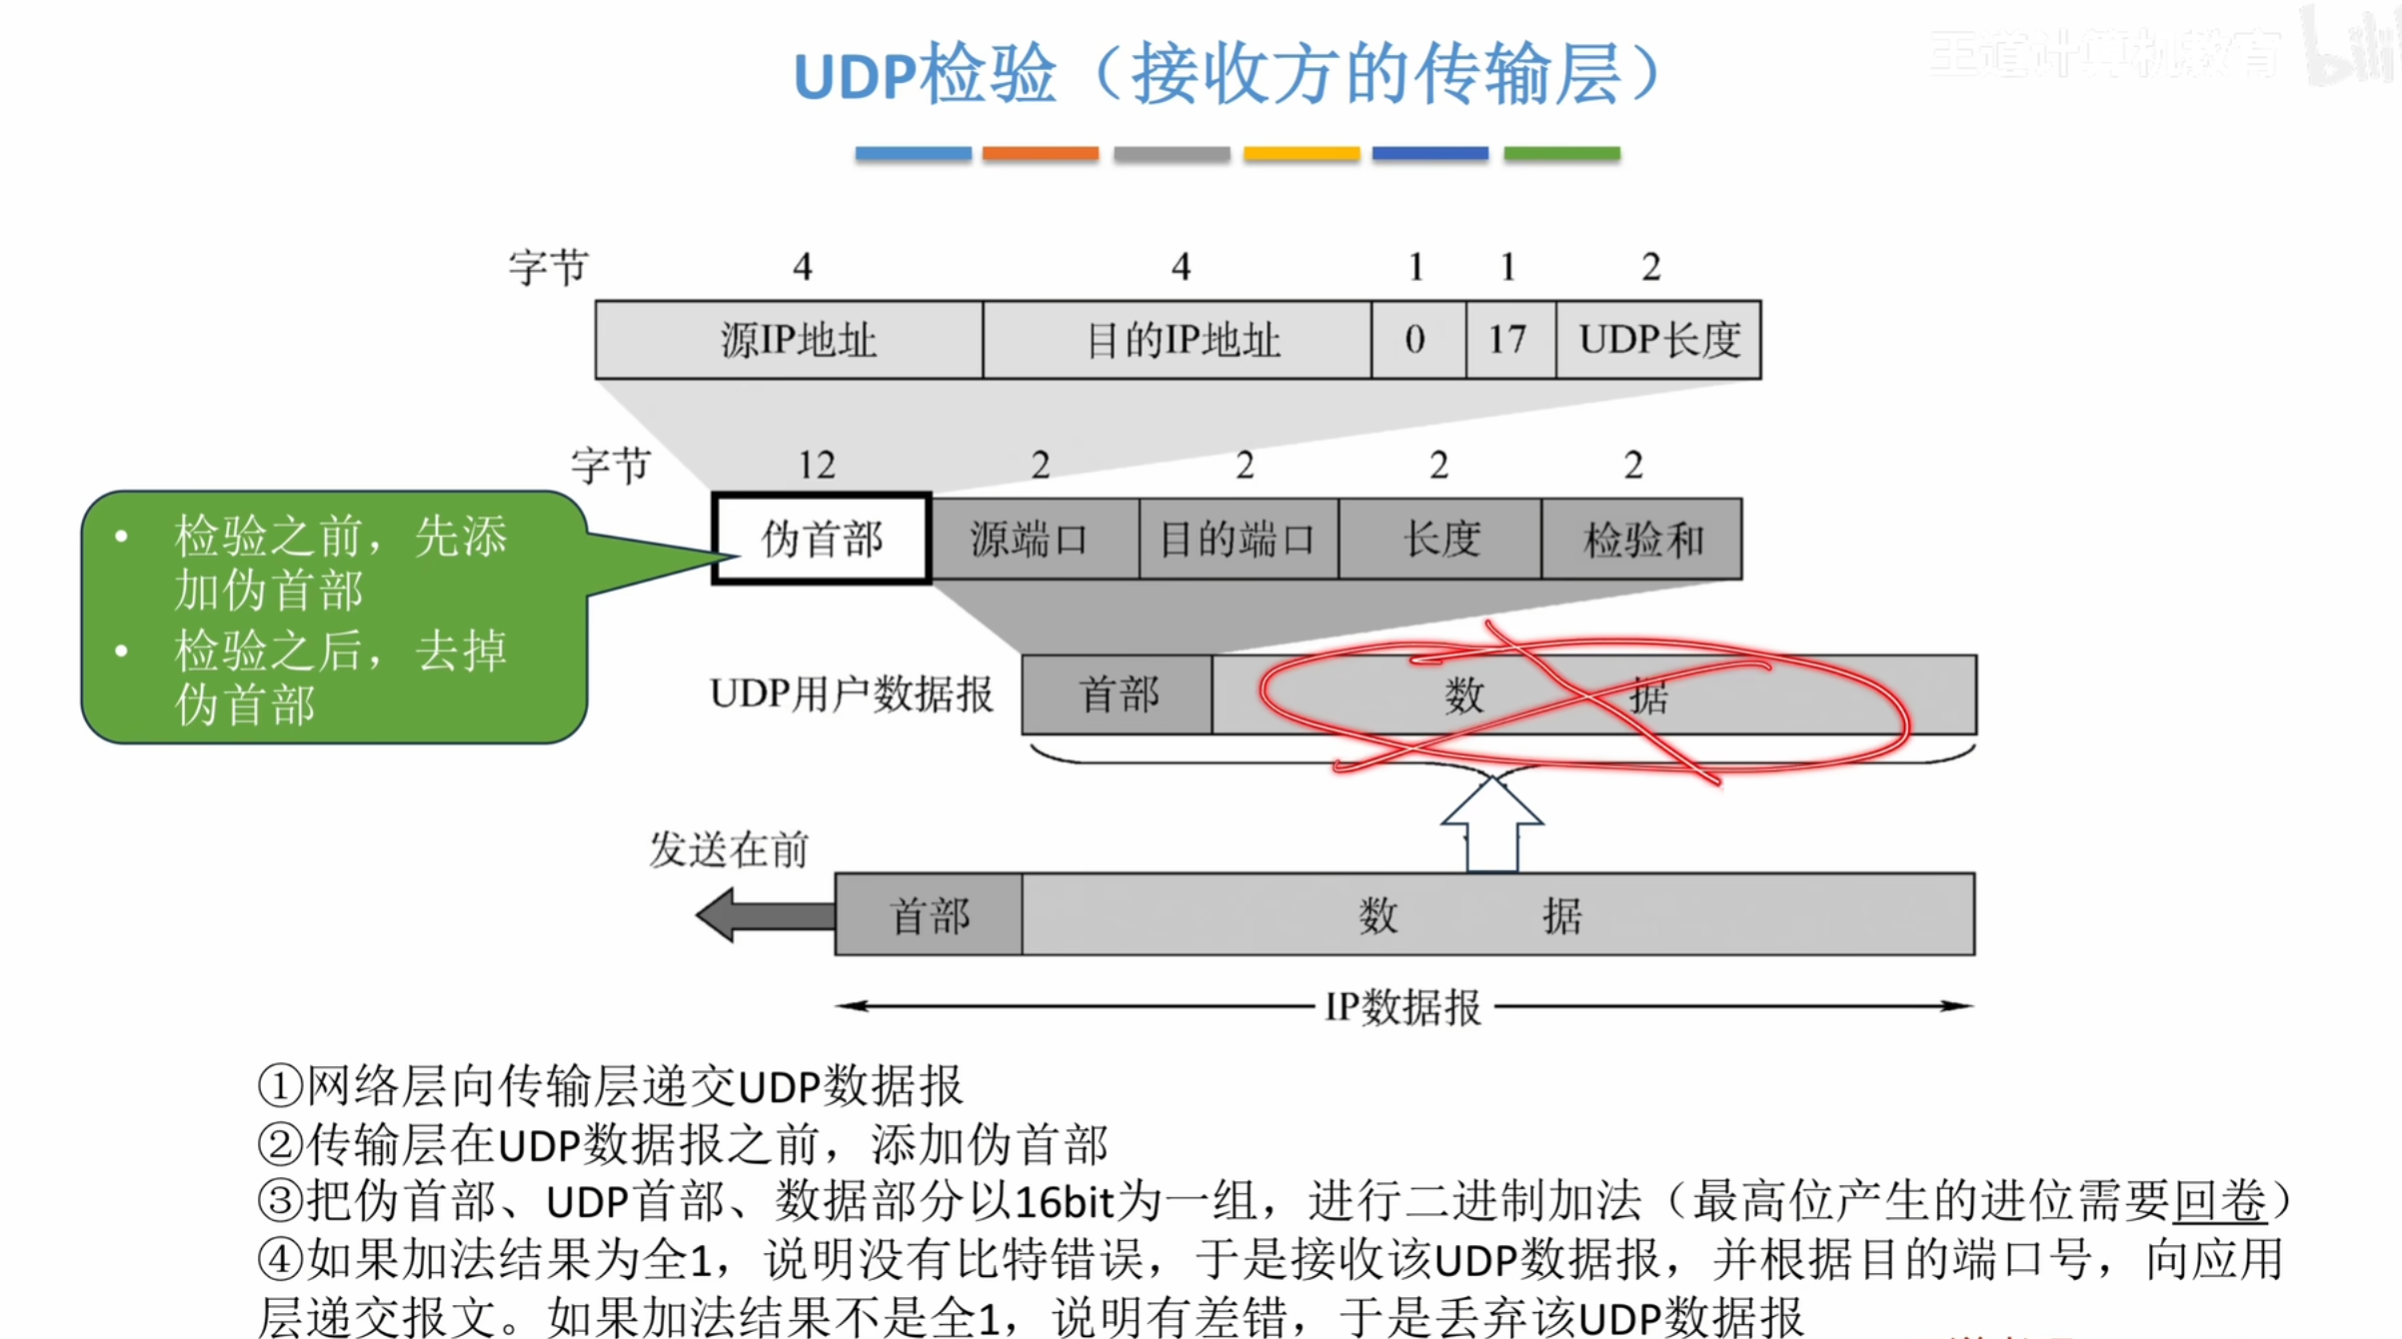 王道计算机教育 bili
UDP检验（接收方的传输层）
字节 4 4 1 1 2
源IP地址 目的IP地址 0 17 UDP长度
字节 12 2 2 2 2
伪首部 源端口 目的端口 长度 检验和
• 检验之前，先添
加伪首部
• 检验之后，去掉
伪首部
UDP用户数据报 首部 数 据
发送在前
首部 数 据
IP数据报
①网络层向传输层递交UDP数据报
②传输层在UDP数据报之前，添加伪首部
③把伪首部、UDP首部、数据部分以16bit为一组，进行二进制加法（最高位产生的进位需要回卷）
④如果加法结果为全1，说明没有比特错误，于是接收该UDP数据报，并根据目的端口号，向应用
层递交报文。如果加法结果不是全1，说明有差错，于是丢弃该UDP数据报